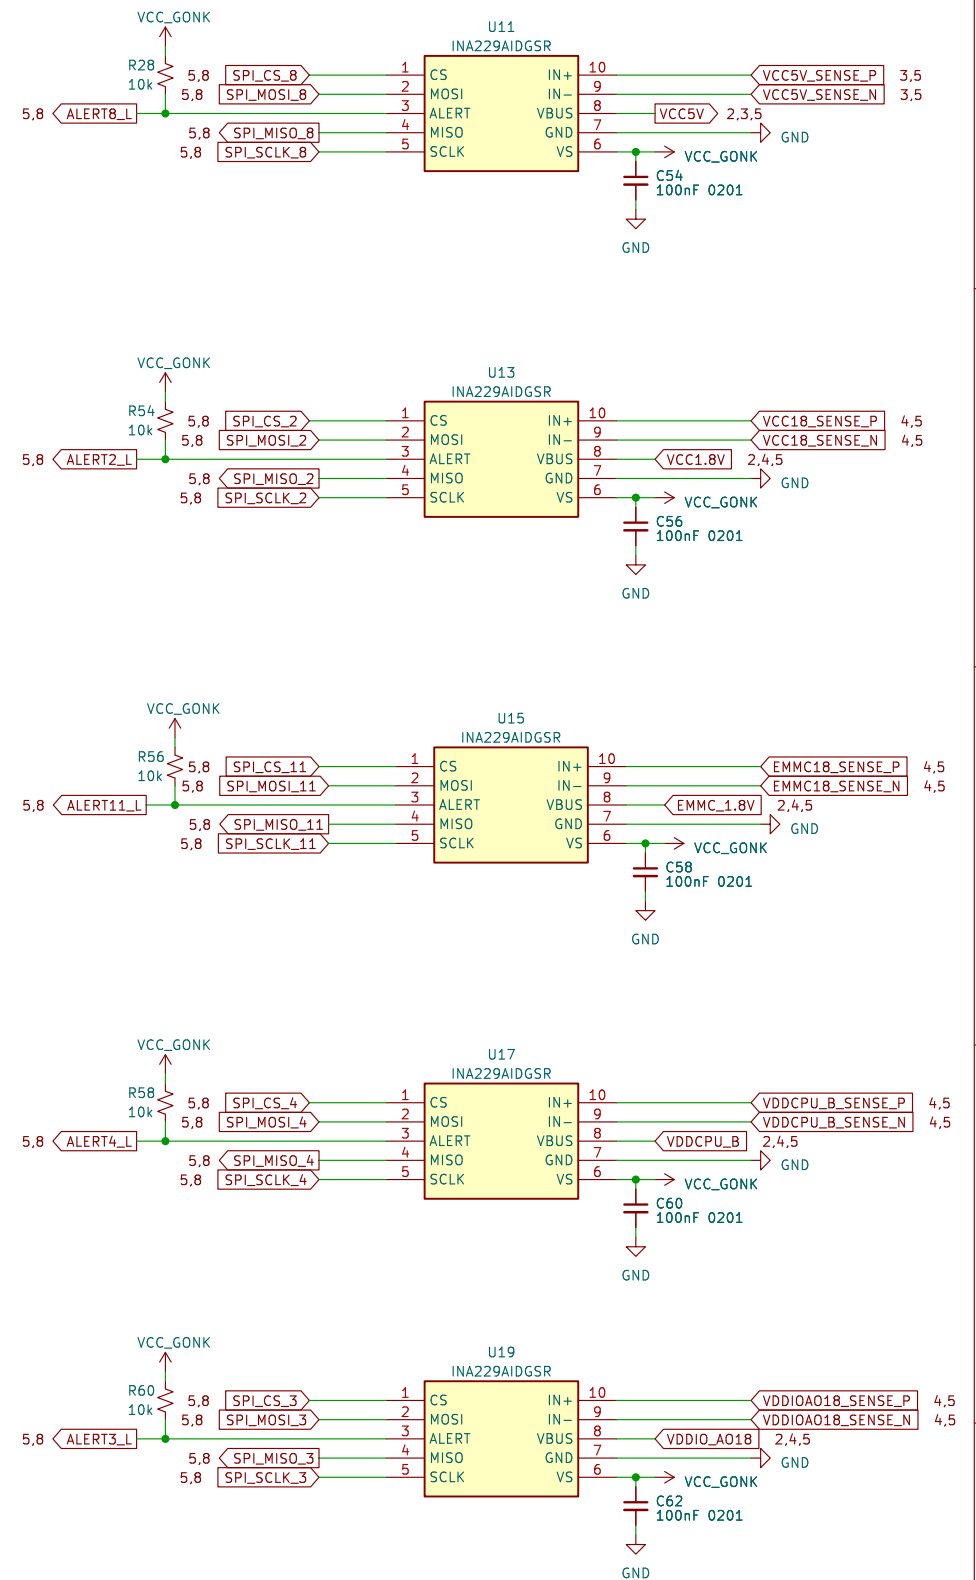 VCC_GONK
U11
INA229AIDGSR
R28
10k
5,8 SPI_CS_8 1 CS IN+ 10 VCC5V_SENSE_P 3,5
5,8 SPI_MOSI_8 2 MOSI IN- 9 VCC5V_SENSE_N 3,5
5,8 ALERT8_L 3 ALERT VBUS 8 VCC5V 2,3,5
5,8 SPI_MISO_8 4 MISO GND 7 GND
5,8 SPI_SCLK_8 5 SCLK VS 6 VCC_GONK
C54
100nF 0201
GND
VCC_GONK
U13
INA229AIDGSR
R54
10k
5,8 SPI_CS_2 1 CS IN+ 10 VCC18_SENSE_P 4,5
5,8 SPI_MOSI_2 2 MOSI IN- 9 VCC18_SENSE_N 4,5
5,8 ALERT2_L 3 ALERT VBUS 8 VCC1.8V 2,4,5
5,8 SPI_MISO_2 4 MISO GND 7 GND
5,8 SPI_SCLK_2 5 SCLK VS 6 VCC_GONK
C56
100nF 0201
GND
VCC_GONK
U15
INA229AIDGSR
R56
10k
5,8 SPI_CS_11 1 CS IN+ 10 EMMC18_SENSE_P 4,5
5,8 SPI_MOSI_11 2 MOSI IN- 9 EMMC18_SENSE_N 4,5
5,8 ALERT11_L 3 ALERT VBUS 8 EMMC_1.8V 2,4,5
5,8 SPI_MISO_11 4 MISO GND 7 GND
5,8 SPI_SCLK_11 5 SCLK VS 6 VCC_GONK
C58
100nF 0201
GND
VCC_GONK
U17
INA229AIDGSR
R58
10k
5,8 SPI_CS_4 1 CS IN+ 10 VDDCPU_B_SENSE_P 4,5
5,8 SPI_MOSI_4 2 MOSI IN- 9 VDDCPU_B_SENSE_N 4,5
5,8 ALERT4_L 3 ALERT VBUS 8 VDDCPU_B 2,4,5
5,8 SPI_MISO_4 4 MISO GND 7 GND
5,8 SPI_SCLK_4 5 SCLK VS 6 VCC_GONK
C60
100nF 0201
GND
VCC_GONK
U19
INA229AIDGSR
R60
10k
5,8 SPI_CS_3 1 CS IN+ 10 VDDIOAO18_SENSE_P 4,5
5,8 SPI_MOSI_3 2 MOSI IN- 9 VDDIOAO18_SENSE_N 4,5
5,8 ALERT3_L 3 ALERT VBUS 8 VDDIO_AO18 2,4,5
5,8 SPI_MISO_3 4 MISO GND 7 GND
5,8 SPI_SCLK_3 5 SCLK VS 6 VCC_GONK
C62
100nF 0201
GND